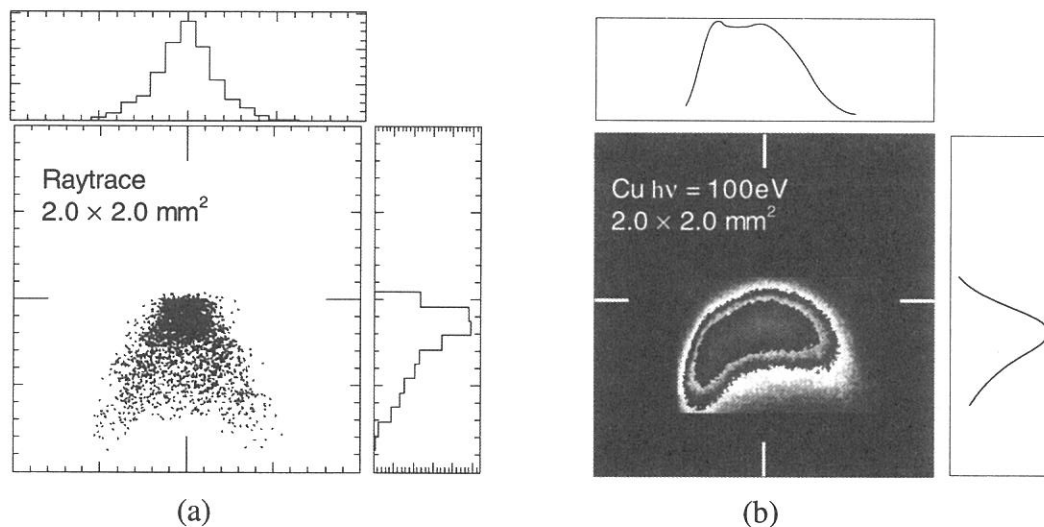 Raytrace
2.0 × 2.0 mm²
Cu hν = 100eV
2.0 × 2.0 mm²
(a)
(b)